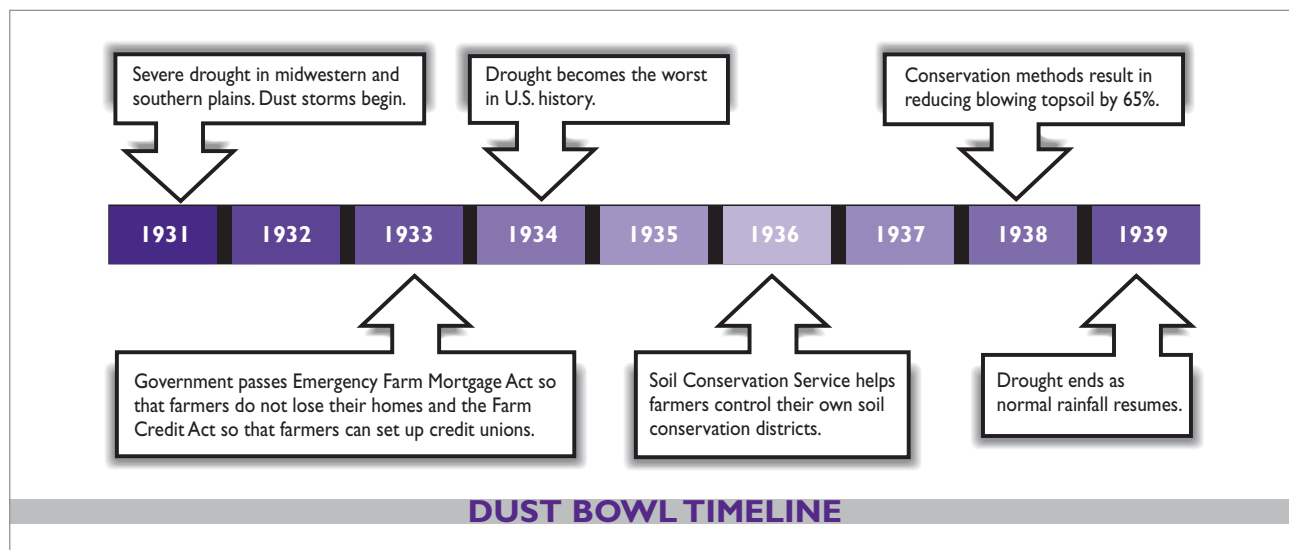 Severe drought in midwestern and
southern plains. Dust storms begin.
Drought becomes the worst
in U.S. history.
Conservation methods result in
reducing blowing topsoil by 65%.
1931
1932
1933
1934
1935
1936
1937
1938
1939
Government passes Emergency Farm Mortgage Act so
that farmers do not lose their homes and the Farm
Credit Act so that farmers can set up credit unions.
Soil Conservation Service helps
farmers control their own soil
conservation districts.
Drought ends as
normal rainfall resumes.
DUST BOWL TIMELINE